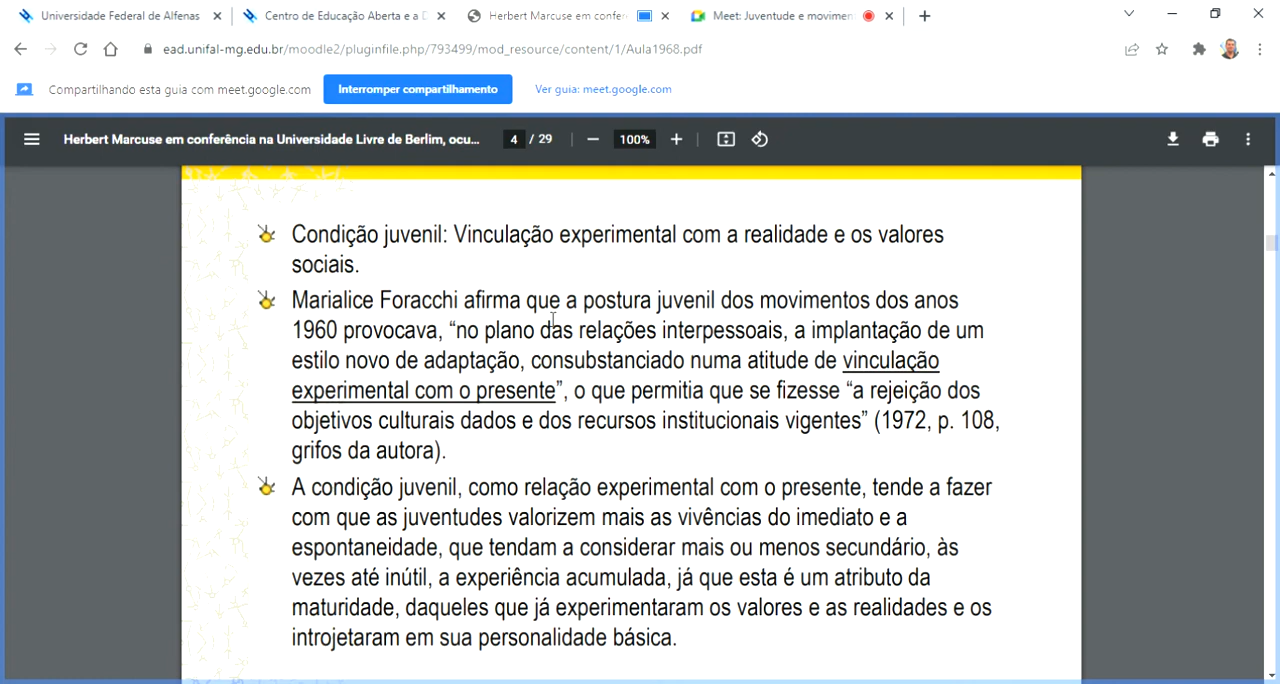 Universidade Federal de Alfenas
Centro de Educação Aberta e a D
Herbert Marcuse em confer
Meet: Juventude e movimen
ead.unifal-mg.edu.br/moodle2/pluginfile.php/793499/mod_resource/content/1/Aula1968.pdf
Compartilhando esta guia com meet.google.com
Interromper compartilhamento
Ver guia: meet.google.com
Herbert Marcuse em conferência na Universidade Livre de Berlim, ocu...
4 / 29
100%
Condição juvenil: Vinculação experimental com a realidade e os valores
sociais.
Marialice Foracchi afirma que a postura juvenil dos movimentos dos anos
1960 provocava, “no plano das relações interpessoais, a implantação de um
estilo novo de adaptação, consubstanciado numa atitude de vinculação
experimental com o presente”, o que permitia que se fizesse “a rejeição dos
objetivos culturais dados e dos recursos institucionais vigentes” (1972, p. 108,
grifos da autora).
A condição juvenil, como relação experimental com o presente, tende a fazer
com que as juventudes valorizem mais as vivências do imediato e a
espontaneidade, que tendam a considerar mais ou menos secundário, às
vezes até inútil, a experiência acumulada, já que esta é um atributo da
maturidade, daqueles que já experimentaram os valores e as realidades e os
introjetaram em sua personalidade básica.